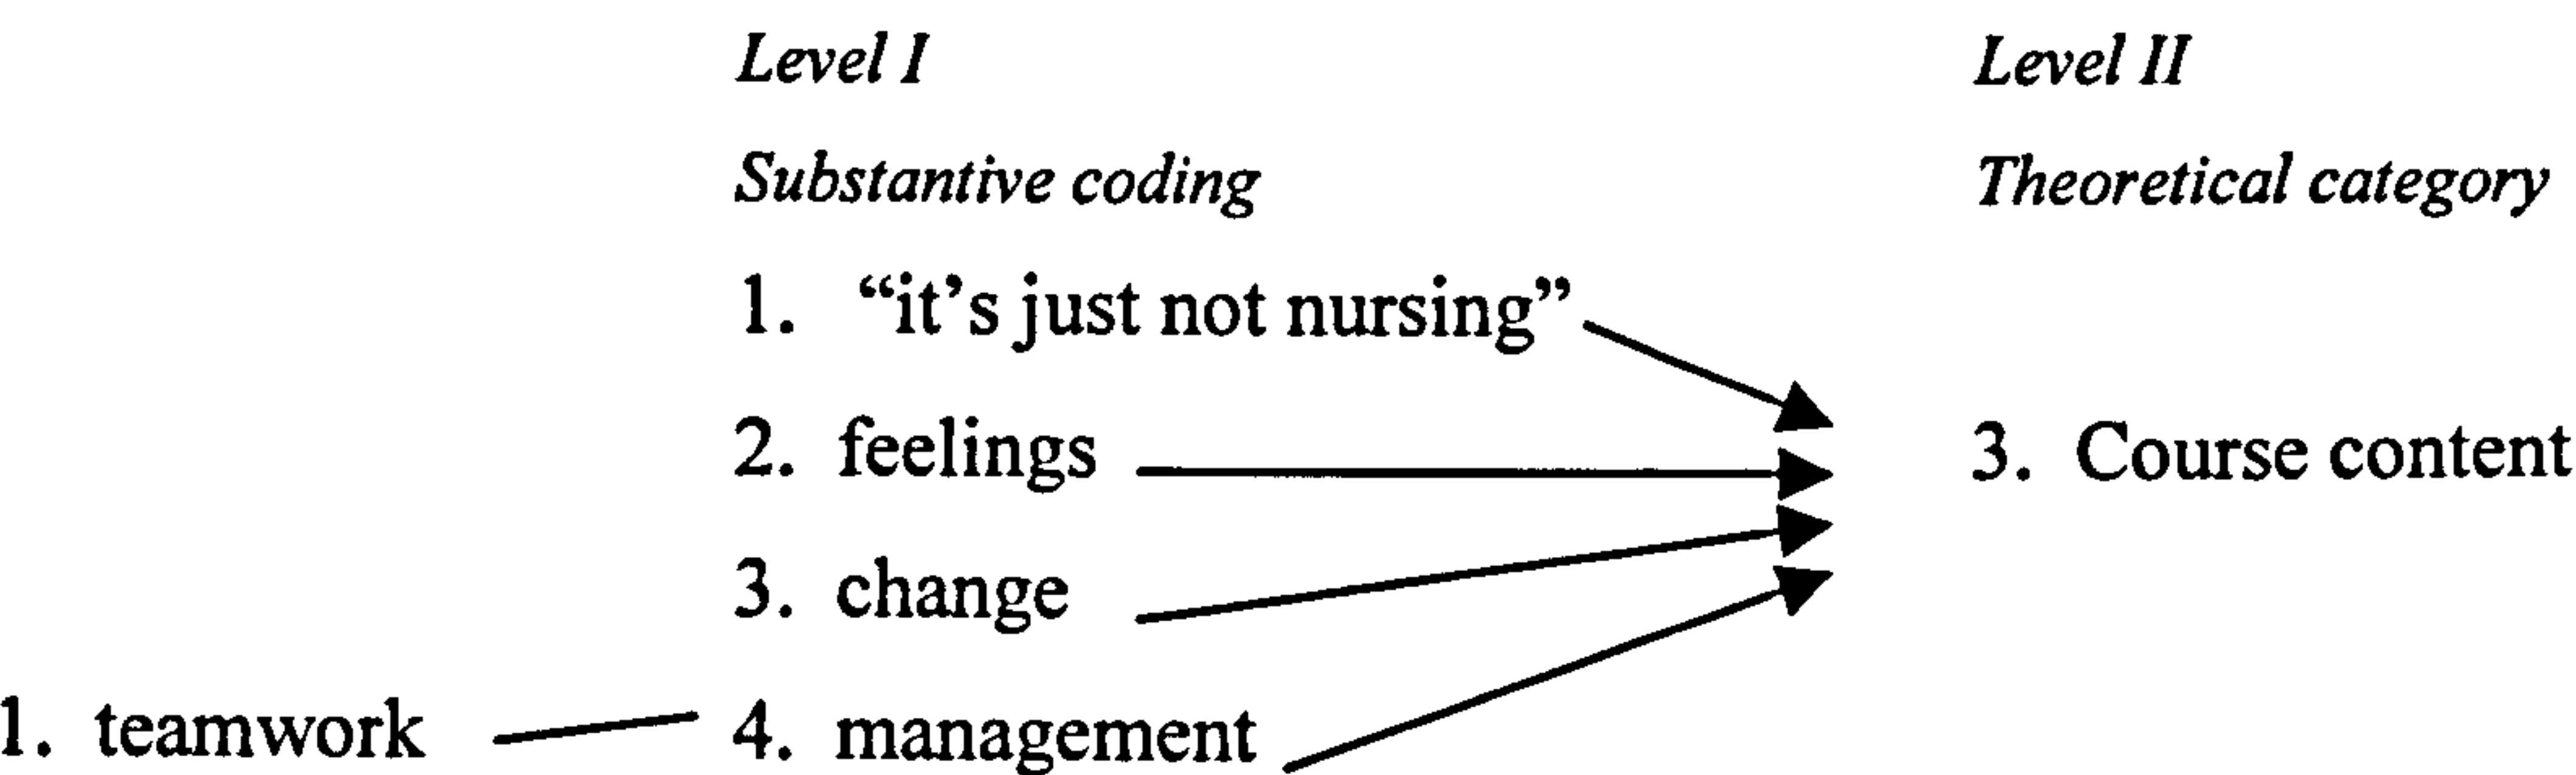 Level I Level II
Substantive coding Theoretical category
1. “it’s just not nursing”
2. feelings 3. Course content
3. change
1. teamwork 4. management